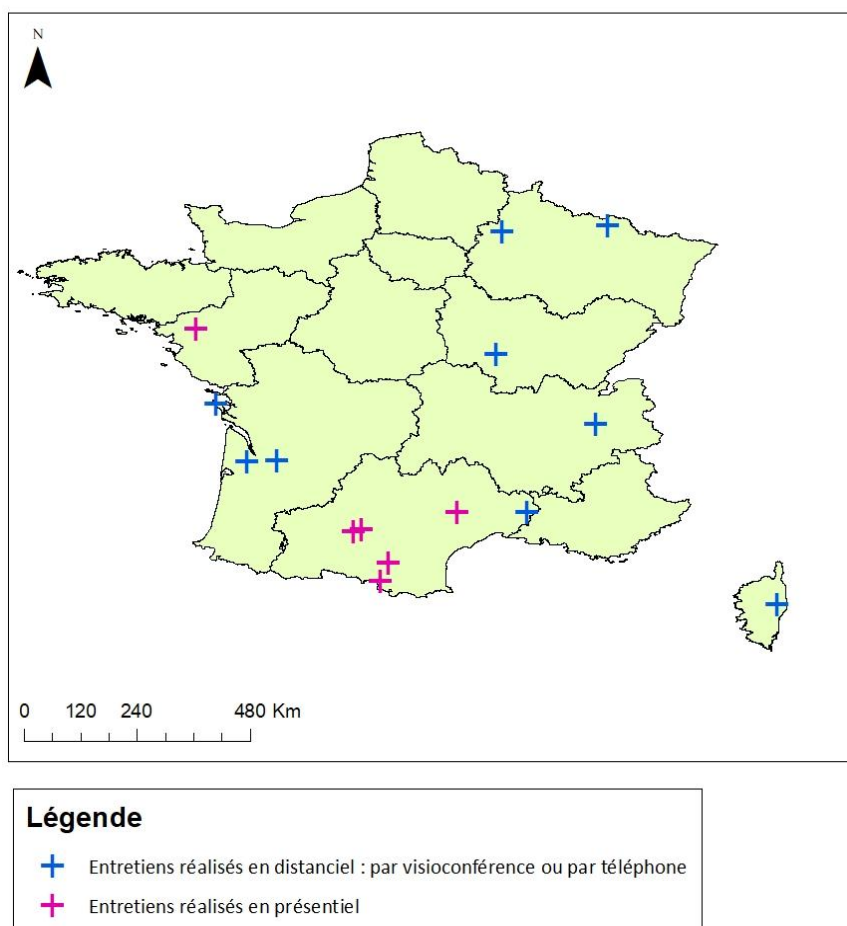 N
0 120 240 480 Km
Légende
Entretiens réalisés en distanciel : par visioconférence ou par téléphone
Entretiens réalisés en présentiel